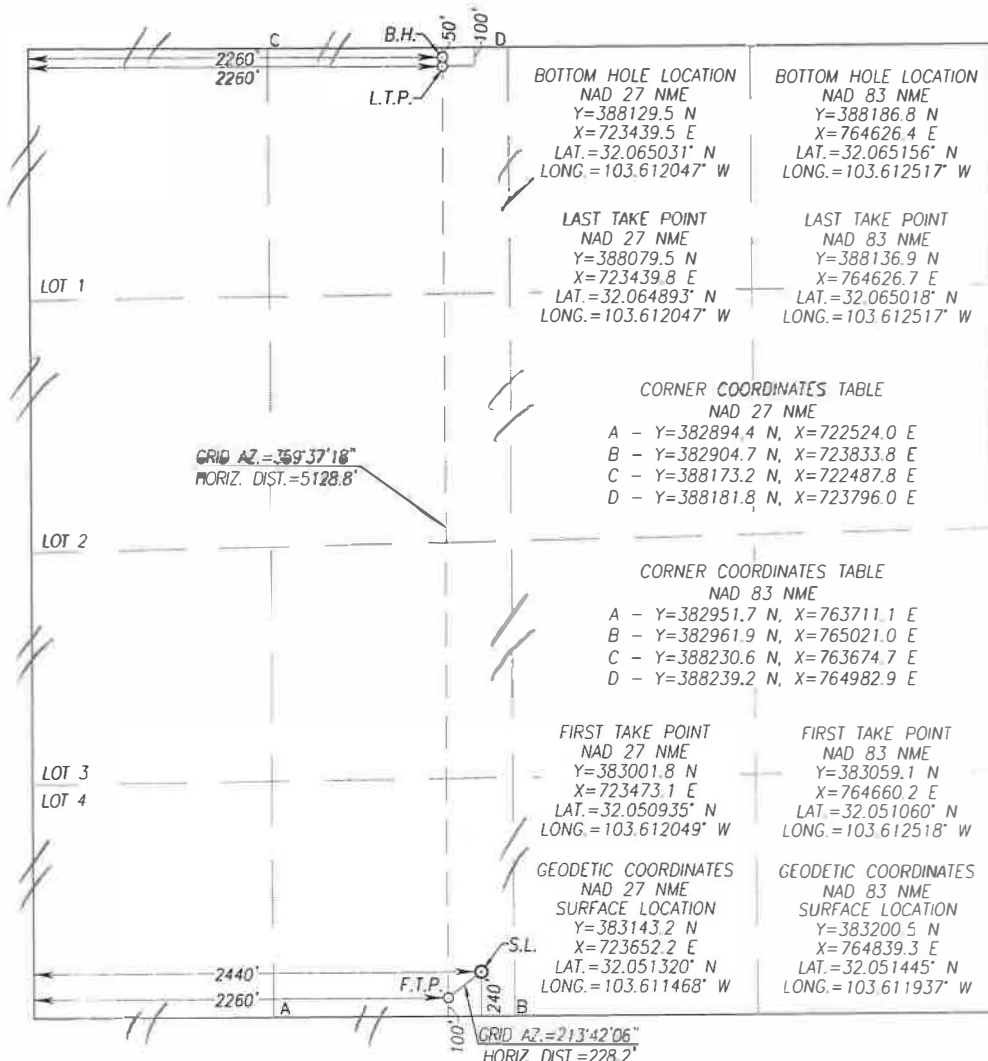 C
B.H.
50'
100'
D
2260'
2260'
L.T.P.
BOTTOM HOLE LOCATION
NAD 27 NME
Y=388129.5 N
X=723439.5 E
LAT.=32.065031° N
LONG.=103.612047° W
BOTTOM HOLE LOCATION
NAD 83 NME
Y=388186.8 N
X=764626.4 E
LAT.=32.065156° N
LONG.=103.612517° W
LAST TAKE POINT
NAD 27 NME
Y=388079.5 N
X=723439.8 E
LAT.=32.064893° N
LONG.=103.612047° W
LAST TAKE POINT
NAD 83 NME
Y=388136.9 N
X=764626.7 E
LAT.=32.065018° N
LONG.=103.612517° W
LOT 1
CORNER COORDINATES TABLE
NAD 27 NME
A - Y=382894.4 N, X=722524.0 E
B - Y=382904.7 N, X=723833.8 E
C - Y=388173.2 N, X=722487.8 E
D - Y=388181.8 N, X=723796.0 E
GRID AZ.=359°37'18"
HORIZ. DIST.=5128.8'
LOT 2
CORNER COORDINATES TABLE
NAD 83 NME
A - Y=382951.7 N, X=763711.1 E
B - Y=382961.9 N, X=765021.0 E
C - Y=388230.6 N, X=763674.7 E
D - Y=388239.2 N, X=764982.9 E
FIRST TAKE POINT
NAD 27 NME
Y=383001.8 N
X=723473.1 E
LAT.=32.050935° N
LONG.=103.612049° W
FIRST TAKE POINT
NAD 83 NME
Y=383059.1 N
X=764660.2 E
LAT.=32.051060° N
LONG.=103.612518° W
LOT 3
LOT 4
GEODETIC COORDINATES
NAD 27 NME
SURFACE LOCATION
Y=383143.2 N
X=723652.2 E
LAT.=32.051320° N
LONG.=103.611468° W
GEODETIC COORDINATES
NAD 83 NME
SURFACE LOCATION
Y=383200.5 N
X=764839.3 E
LAT.=32.051445° N
LONG.=103.611937° W
S.L.
2440'
F.T.P.
2260'
240'
A
B
100'
GRID AZ.=213°42'06"
HORIZ. DIST.=228.2'